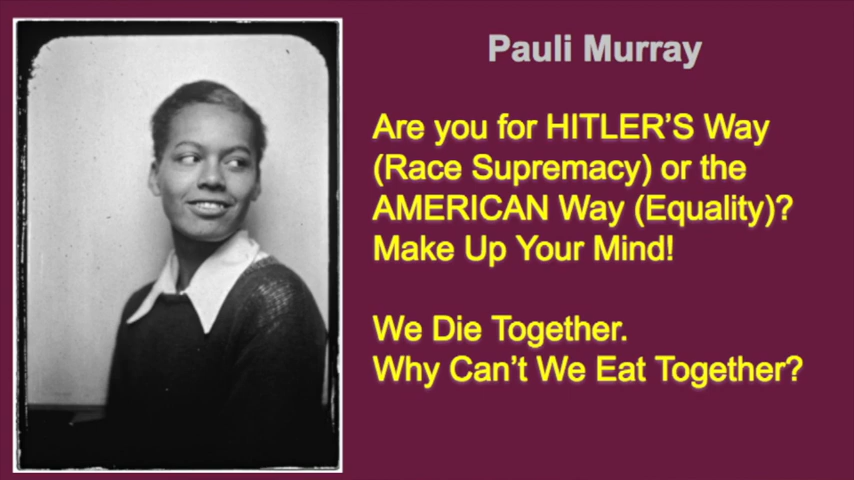 Pauli Murray
Are you for HITLER'S Way
(Race Supremacy) or the
AMERICAN Way (Equality)?
Make Up Your Mind!
We Die Together.
Why Can't We Eat Together?